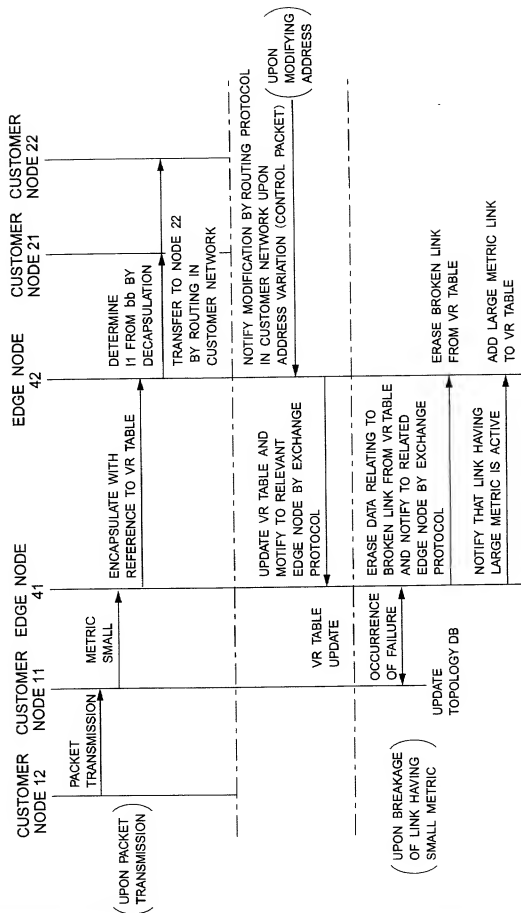 CUSTOMER
NODE 12
CUSTOMER
NODE 11
EDGE NODE
41
EDGE NODE
42
CUSTOMER
NODE 21
CUSTOMER
NODE 22
(UPON PACKET
TRANSMISSION)
PACKET
TRANSMISSION
METRIC
SMALL
ENCAPSULATE WITH
REFERENCE TO VR TABLE
DETERMINE
I1 FROM bb BY
DECAPSULATION
TRANSFER TO NODE 22
BY ROUTING IN
CUSTOMER NETWORK
NOTIFY MODIFICATION BY ROUTING PROTOCOL
IN CUSTOMER NETWORK UPON
ADDRESS VARIATION (CONTROL PACKET)
(UPON
MODIFYING
ADDRESS)
UPDATE VR TABLE AND
MOTIFY TO RELEVANT
EDGE NODE BY EXCHANGE
PROTOCOL
VR TABLE
UPDATE
(UPON BREAKAGE
OF LINK HAVING
SMALL METRIC)
OCCURRENCE
OF FAILURE
UPDATE
TOPOLOGY DB
ERASE DATA RELATING TO
BROKEN LINK FROM VR TABLE
AND NOTIFY TO RELATED
EDGE NODE BY EXCHANGE
PROTOCOL
ERASE BROKEN LINK
FROM VR TABLE
NOTIFY THAT LINK HAVING
LARGE METRIC IS ACTIVE
ADD LARGE METRIC LINK
TO VR TABLE